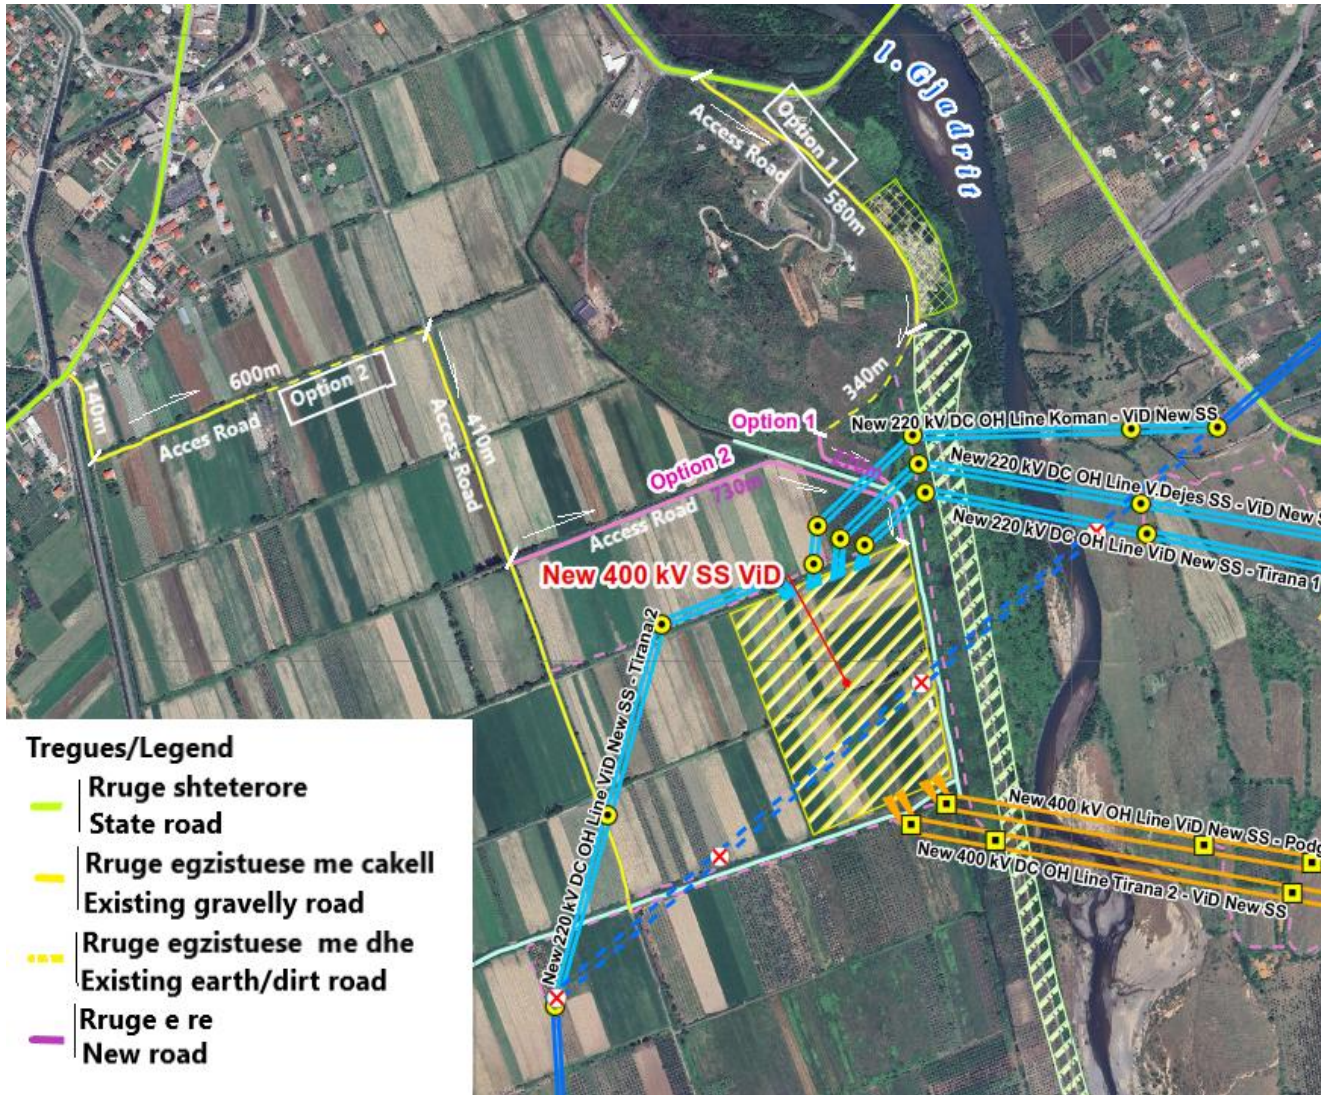 l.Gjadrit
Option 1
Access Road
580m
340m
600m
Option 2
140m
Acces Road
410m
Access Road
Option 1
Option 2
730m
Access Road
New 220 kV DC OH Line Koman - ViD New SS
New 220 kV DC OH Line V.Dejes SS - ViD New S
New 220 kV DC OH Line ViD New SS - Tirana 1
New 400 kV SS ViD
New 220 kV DC OH Line ViD New SS - Tirana 2
New 400 kV OH Line ViD New SS - Podg
New 400 kV DC OH Line Tirana 2 - ViD New SS
Tregues/Legend
Rruge shteterore
State road
Rruge egzistuese me cakell
Existing gravelly road
Rruge egzistuese me dhe
Existing earth/dirt road
Rruge e re
New road